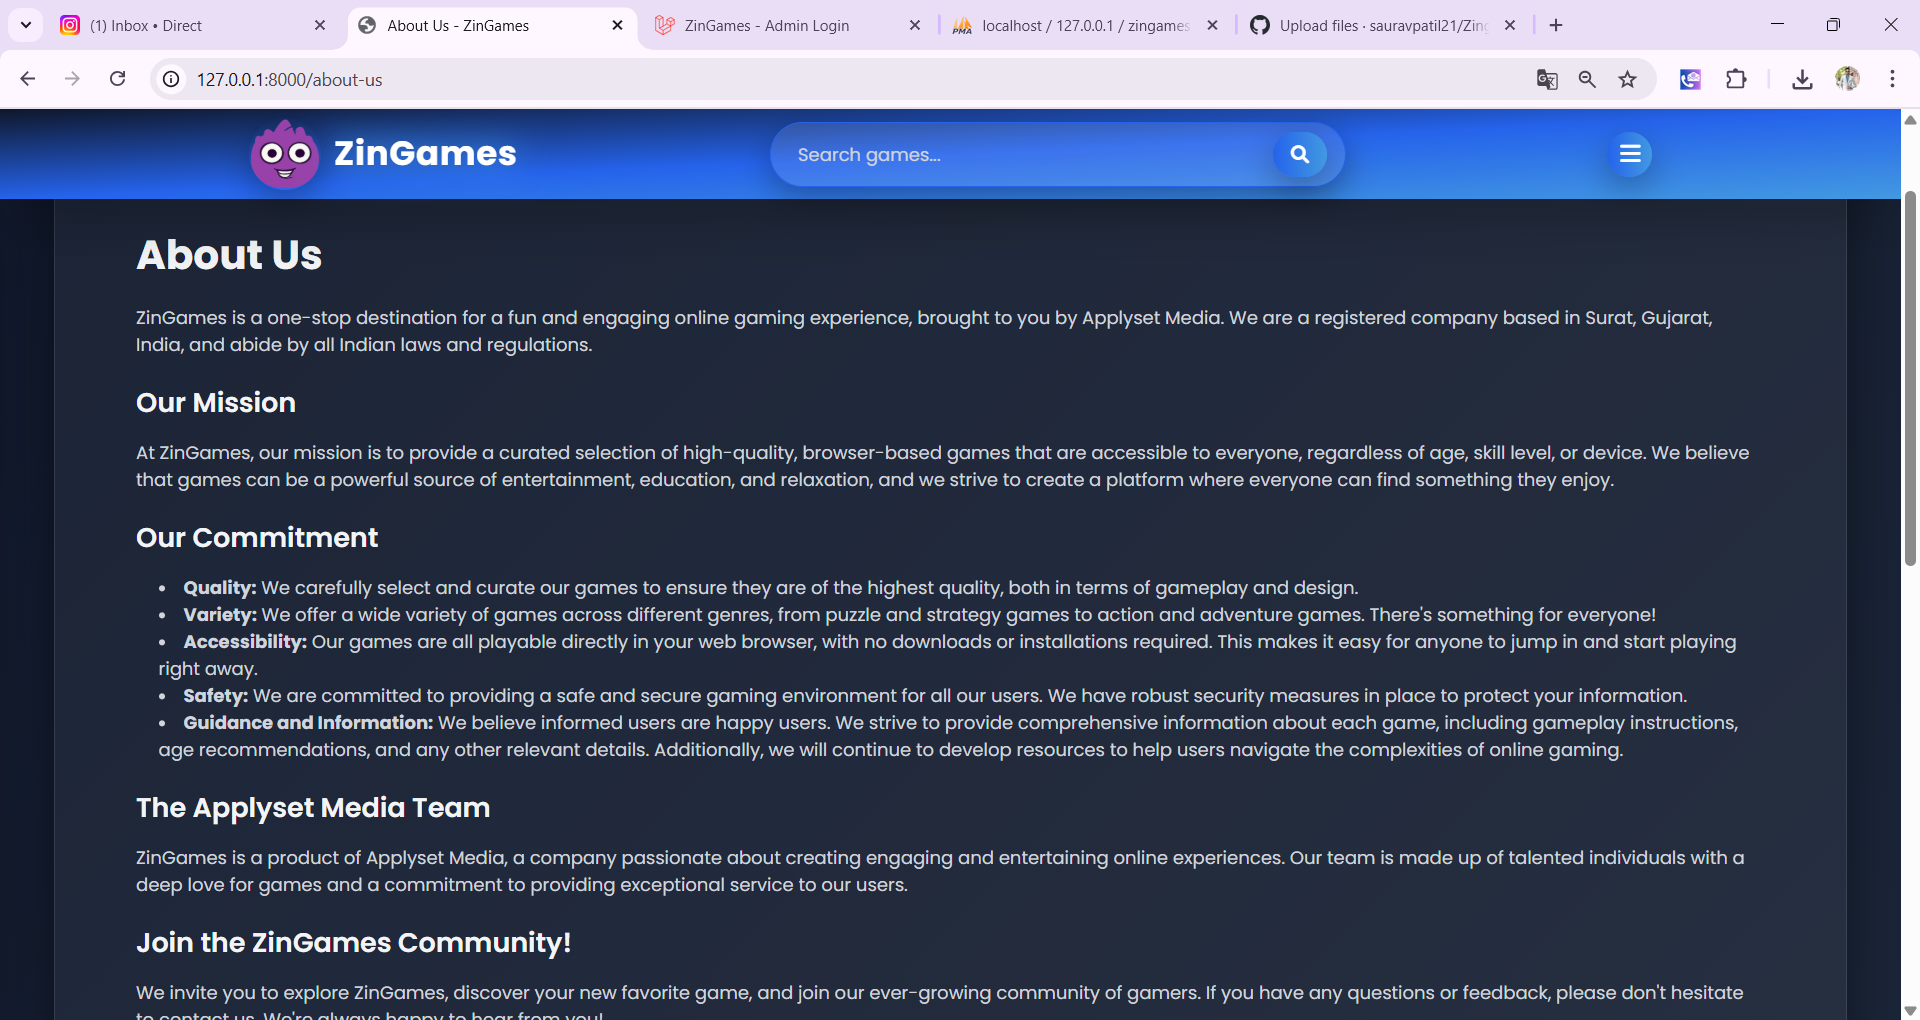 (1) Inbox • Direct
About Us - ZinGames
ZinGames - Admin Login
localhost / 127.0.0.1 / zingames
Upload files · sauravpatil21/Zin
127.0.0.1:8000/about-us
ZinGames
Search games...
About Us
ZinGames is a one-stop destination for a fun and engaging online gaming experience, brought to you by Applyset Media. We are a registered company based in Surat, Gujarat,
India, and abide by all Indian laws and regulations.
Our Mission
At ZinGames, our mission is to provide a curated selection of high-quality, browser-based games that are accessible to everyone, regardless of age, skill level, or device. We believe
that games can be a powerful source of entertainment, education, and relaxation, and we strive to create a platform where everyone can find something they enjoy.
Our Commitment
• Quality: We carefully select and curate our games to ensure they are of the highest quality, both in terms of gameplay and design.
• Variety: We offer a wide variety of games across different genres, from puzzle and strategy games to action and adventure games. There's something for everyone!
• Accessibility: Our games are all playable directly in your web browser, with no downloads or installations required. This makes it easy for anyone to jump in and start playing
right away.
• Safety: We are committed to providing a safe and secure gaming environment for all our users. We have robust security measures in place to protect your information.
• Guidance and Information: We believe informed users are happy users. We strive to provide comprehensive information about each game, including gameplay instructions,
age recommendations, and any other relevant details. Additionally, we will continue to develop resources to help users navigate the complexities of online gaming.
The Applyset Media Team
ZinGames is a product of Applyset Media, a company passionate about creating engaging and entertaining online experiences. Our team is made up of talented individuals with a
deep love for games and a commitment to providing exceptional service to our users.
Join the ZinGames Community!
We invite you to explore ZinGames, discover your new favorite game, and join our ever-growing community of gamers. If you have any questions or feedback, please don't hesitate
to contact us. We're always happy to hear from you!